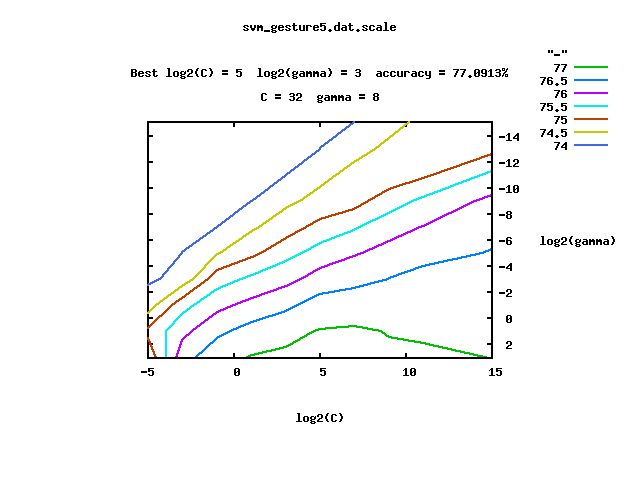 svm_gesture5.dat.scale
Best log2(C) = 5 log2(gamma) = 3 accuracy = 77.0913%
C = 32 gamma = 8
"-"
77
76.5
76
75.5
75
74.5
74
-14
-12
-10
-8
-6
-4
-2
0
2
log2(gamma)
-5 0 5 10 15
log2(C)